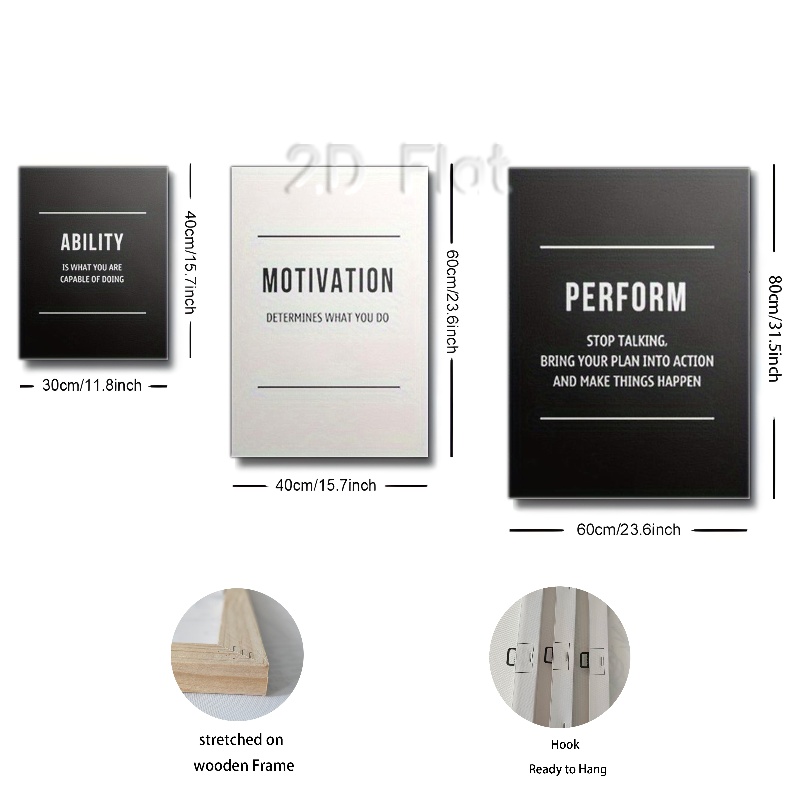 2D Flat
ABILITY
IS WHAT YOU ARE
CAPABLE OF DOING
40cm/15.7inch
30cm/11.8inch
MOTIVATION
DETERMINES WHAT YOU DO
60cm/23.6inch
40cm/15.7inch
PERFORM
STOP TALKING,
BRING YOUR PLAN INTO ACTION
AND MAKE THINGS HAPPEN
80cm/31.5inch
60cm/23.6inch
stretched on
wooden Frame
Hook
Ready to Hang